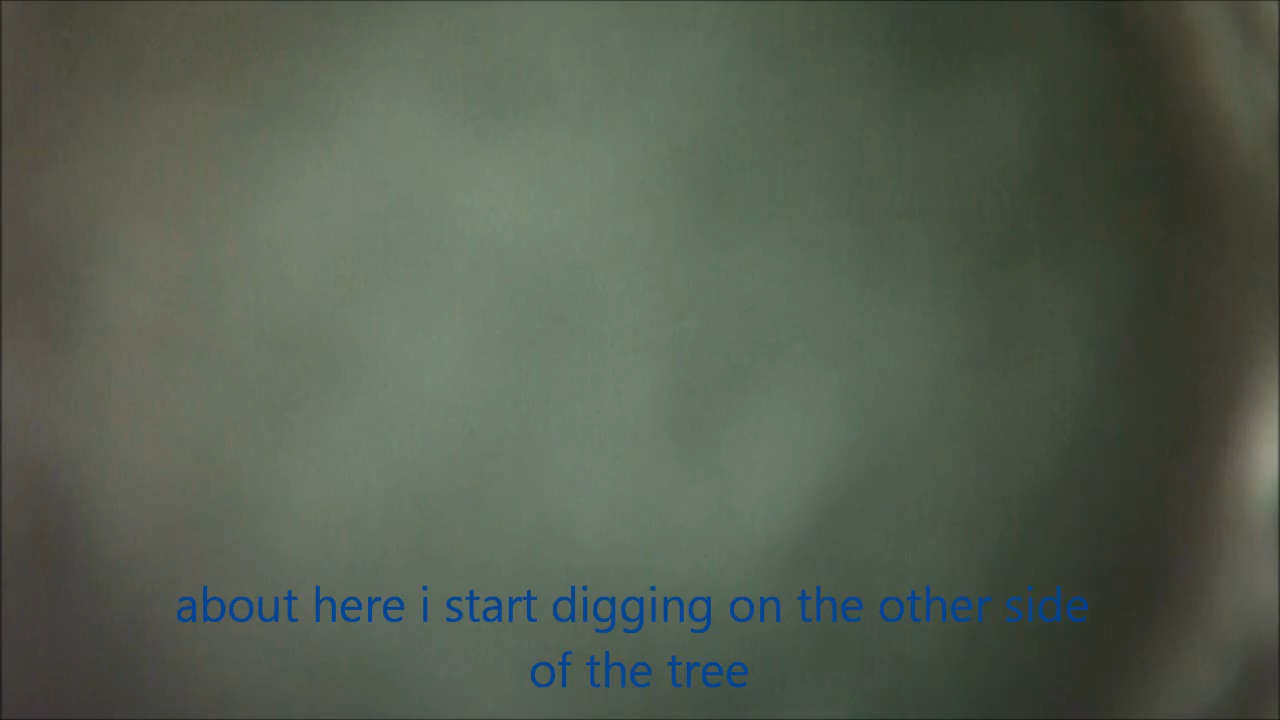 about here i start digging on the other side
of the tree